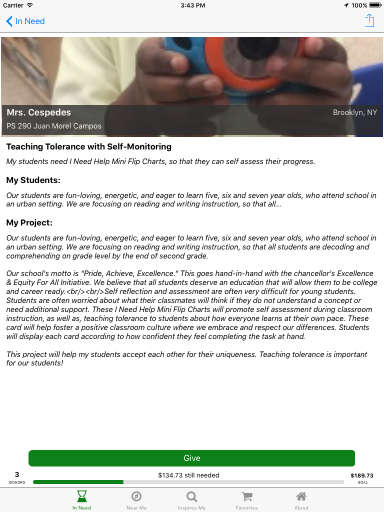 Carrier 3:43 PM 100%
In Need
Mrs. Cespedes Brooklyn, NY
PS 290 Juan Morel Campos
Teaching Tolerance with Self-Monitoring
My students need I Need Help Mini Flip Charts, so that they can self assess their progress.
My Students:
Our students are fun-loving, energetic, and eager to learn five, six and seven year olds, who attend school in
an urban setting. We are focusing on reading and writing instruction, so that all...
My Project:
Our students are fun-loving, energetic, and eager to learn five, six and seven year olds, who attend school in
an urban setting. We are focusing on reading and writing instruction, so that all students are decoding and
comprehending on grade level by the end of second grade.
Our school's motto is "Pride, Achieve, Excellence." This goes hand-in-hand with the chancellor's Excellence
& Equity For All Initiative. We believe that all students deserve an education that will allow them to be college
and career ready.<br/><br/>Self reflection and assessment are often very difficult for young students.
Students are often worried about what their classmates will think if they do not understand a concept or
need additional support. These I Need Help Mini Flip Charts will promote self assessment during classroom
instruction, as well as, teaching tolerance to students about how everyone learns at their own pace. These
card will help foster a positive classroom culture where we embrace and respect our differences. Students
will display each card according to how confident they feel completing the task at hand.
This project will help my students accept each other for their uniqueness. Teaching tolerance is important
for our students!
Give
3 $134.73 still needed $189.73
DONORS GOAL
In Need Near Me Inspires Me Favorites About